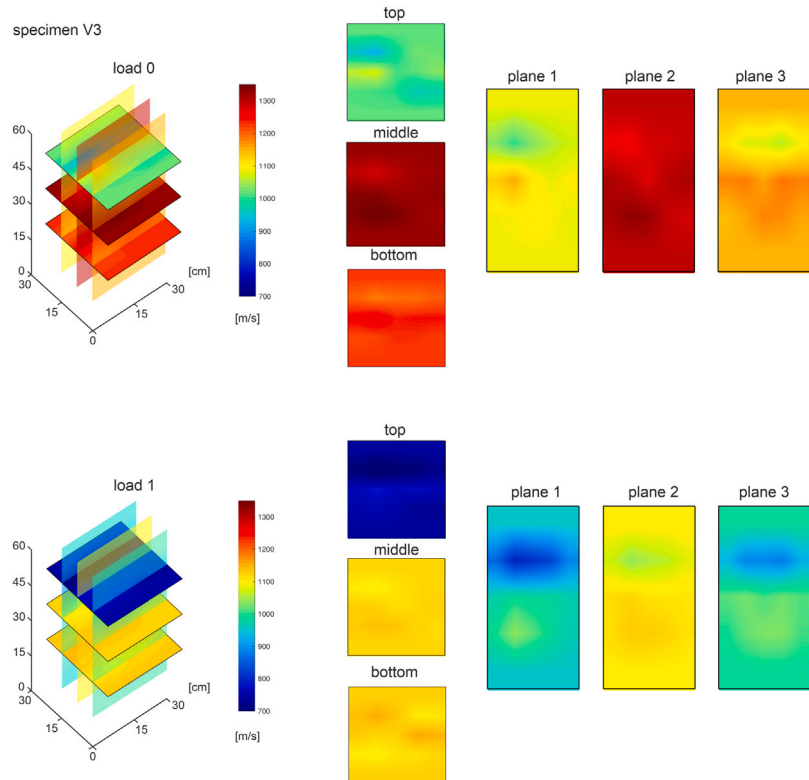 specimen V3
load 0
60
45
30
15
0
30
15
0
15
30
[cm]
1300
1200
1100
1000
900
800
700
[m/s]
top
middle
bottom
plane 1
plane 2
plane 3
load 1
60
45
30
15
0
30
15
0
15
30
[cm]
1300
1200
1100
1000
900
800
700
[m/s]
top
middle
bottom
plane 1
plane 2
plane 3